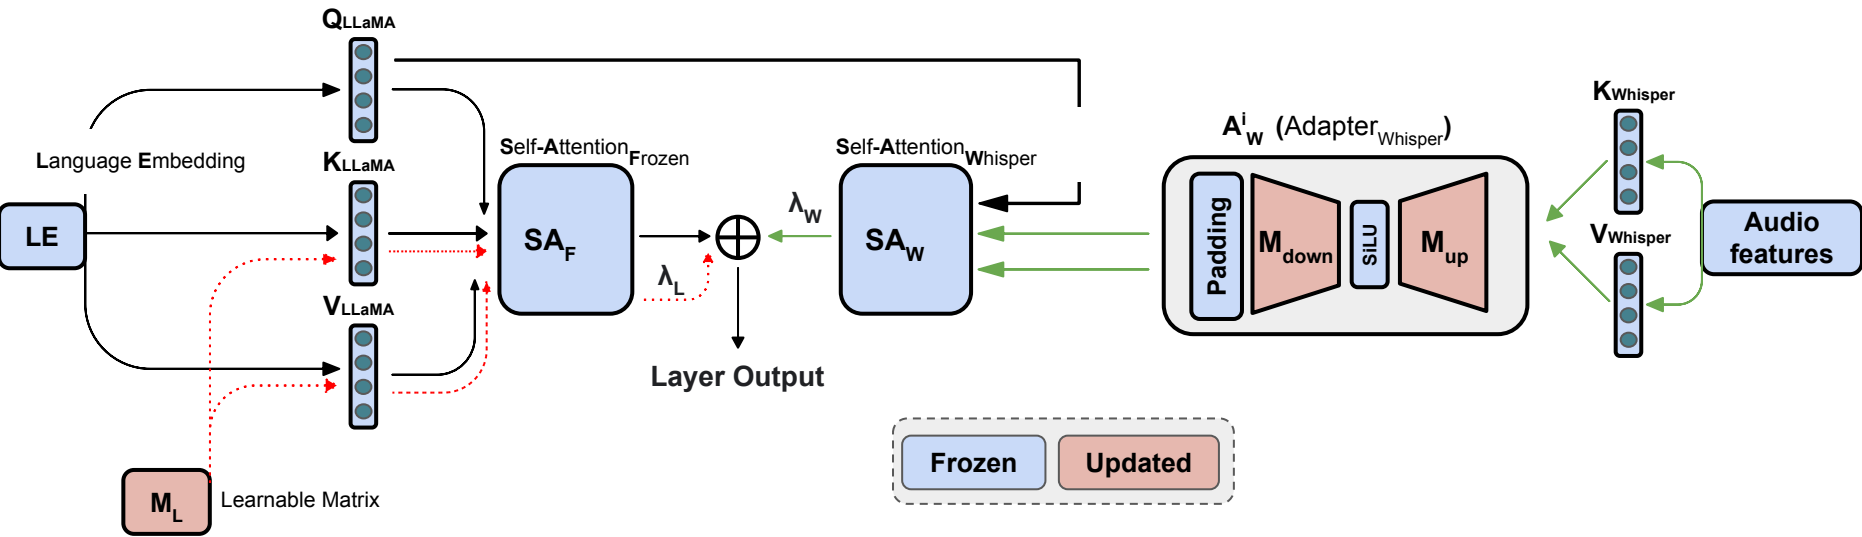 QLLaMA
Language Embedding
KLLaMA
LE
VLLaMA
ML
Learnable Matrix
Self-AttentionFrozen
SAF
λL
λW
Layer Output
Self-AttentionWhisper
SAW
AiW (AdapterWhisper)
Padding
Mdown
SiLU
Mup
KWhisper
VWhisper
Audio
features
Frozen
Updated